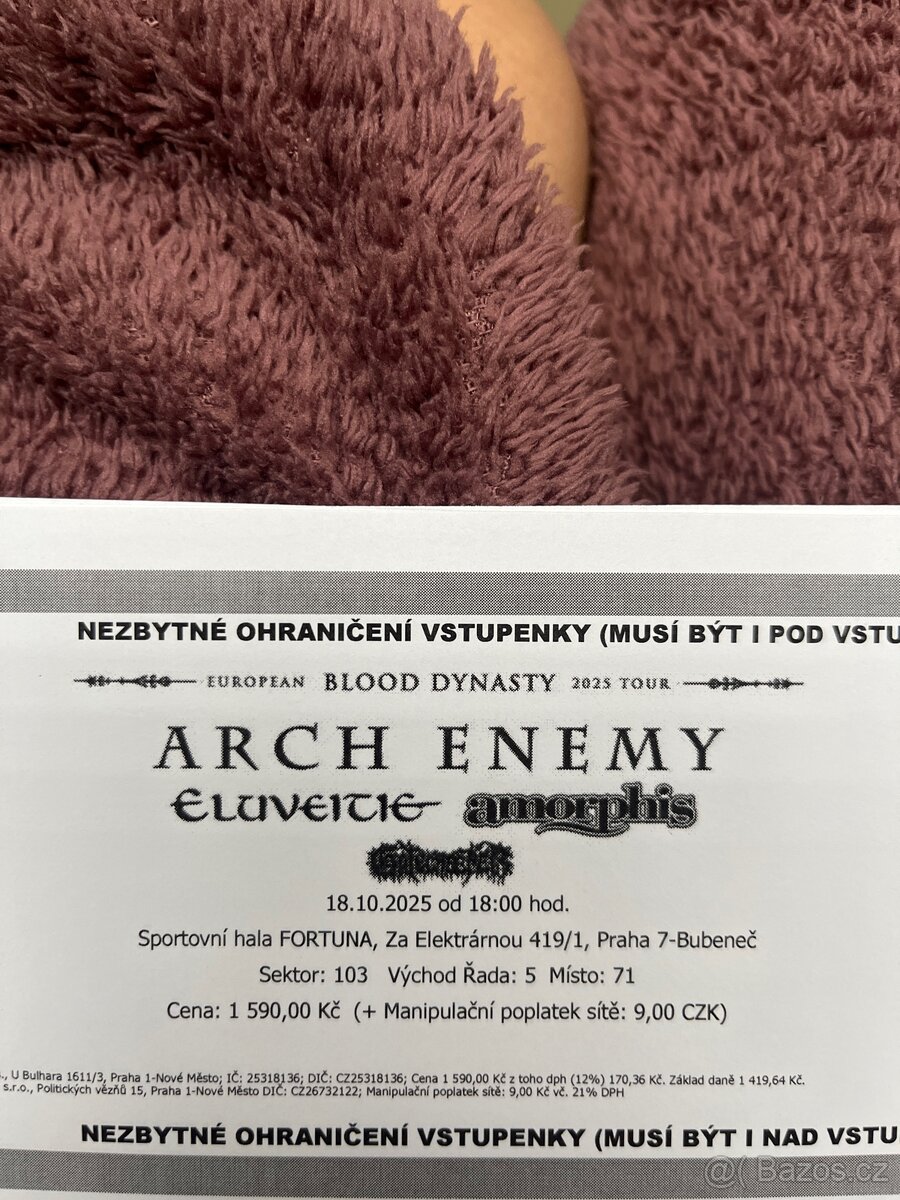 NEZBYTNÉ OHRANIČENÍ VSTUPENKY (MUSÍ BÝT I POD VSTU
EUROPEAN BLOOD DYNASTY 2025 TOUR
ARCH ENEMY
ELUVEITIE amorphis
GATECREEPER
18.10.2025 od 18:00 hod.
Sportovní hala FORTUNA, Za Elektrárnou 419/1, Praha 7-Bubeneč
Sektor: 103 Východ Řada: 5 Místo: 71
Cena: 1 590,00 Kč (+ Manipulační poplatek sítě: 9,00 CZK)
., U Bulhara 1611/3, Praha 1-Nové Město; IČ: 25318136; DIČ: CZ25318136; Cena 1 590,00 Kč z toho dph (12%) 170,36 Kč. Základ daně 1 419,64 Kč.
s.r.o., Politických vězňů 15, Praha 1-Nové Město DIČ: CZ26732122; Manipulační poplatek sítě: 9,00 Kč vč. 21% DPH
NEZBYTNÉ OHRANIČENÍ VSTUPENKY (MUSÍ BÝT I NAD VSTU
@( Bazos.cz